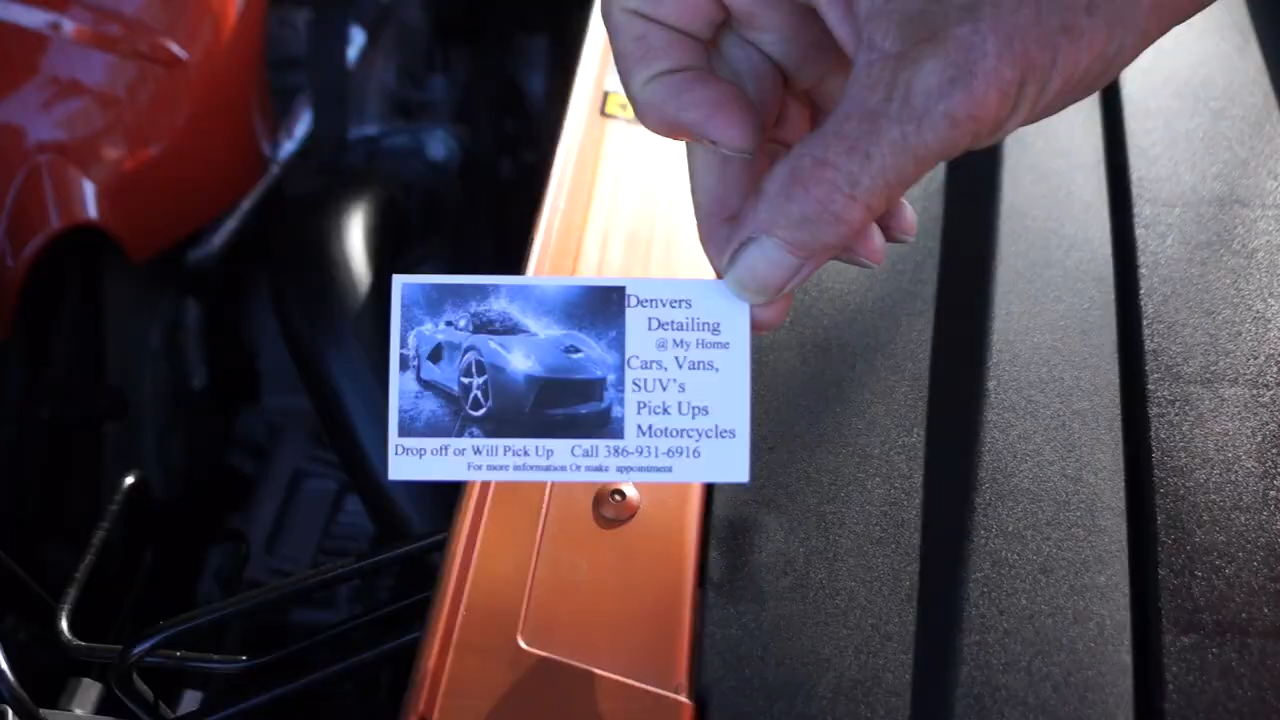 Denvers
Detailing
@ My Home
Cars, Vans,
SUV's
Pick Ups
Motorcycles
Drop off or Will Pick Up Call 386-931-6916
For more information Or make appointment